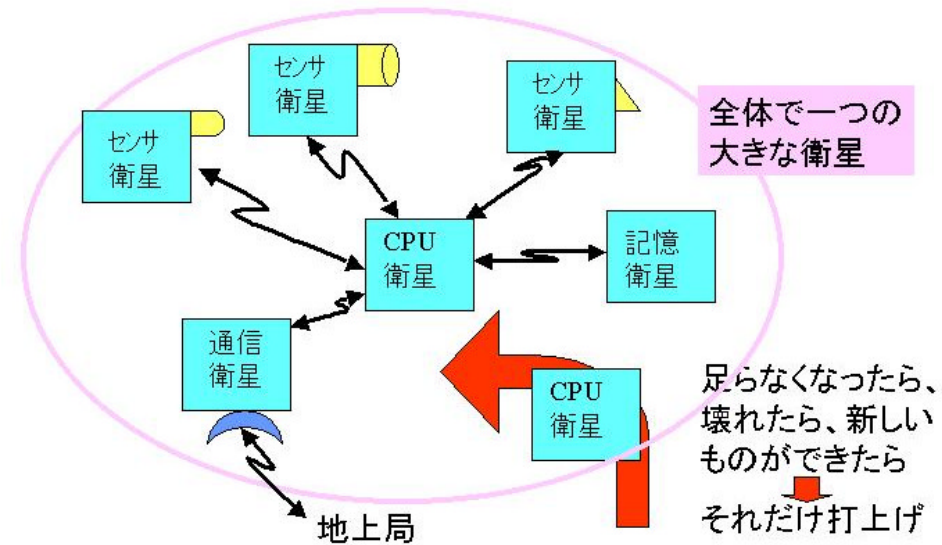 センサ
衛星
センサ
衛星
センサ
衛星
全体で一つの
大きな衛星
CPU
衛星
記憶
衛星
通信
衛星
CPU
衛星
足らなくなったら、
壊れたら、新しい
ものができたら
それだけ打上げ
地上局